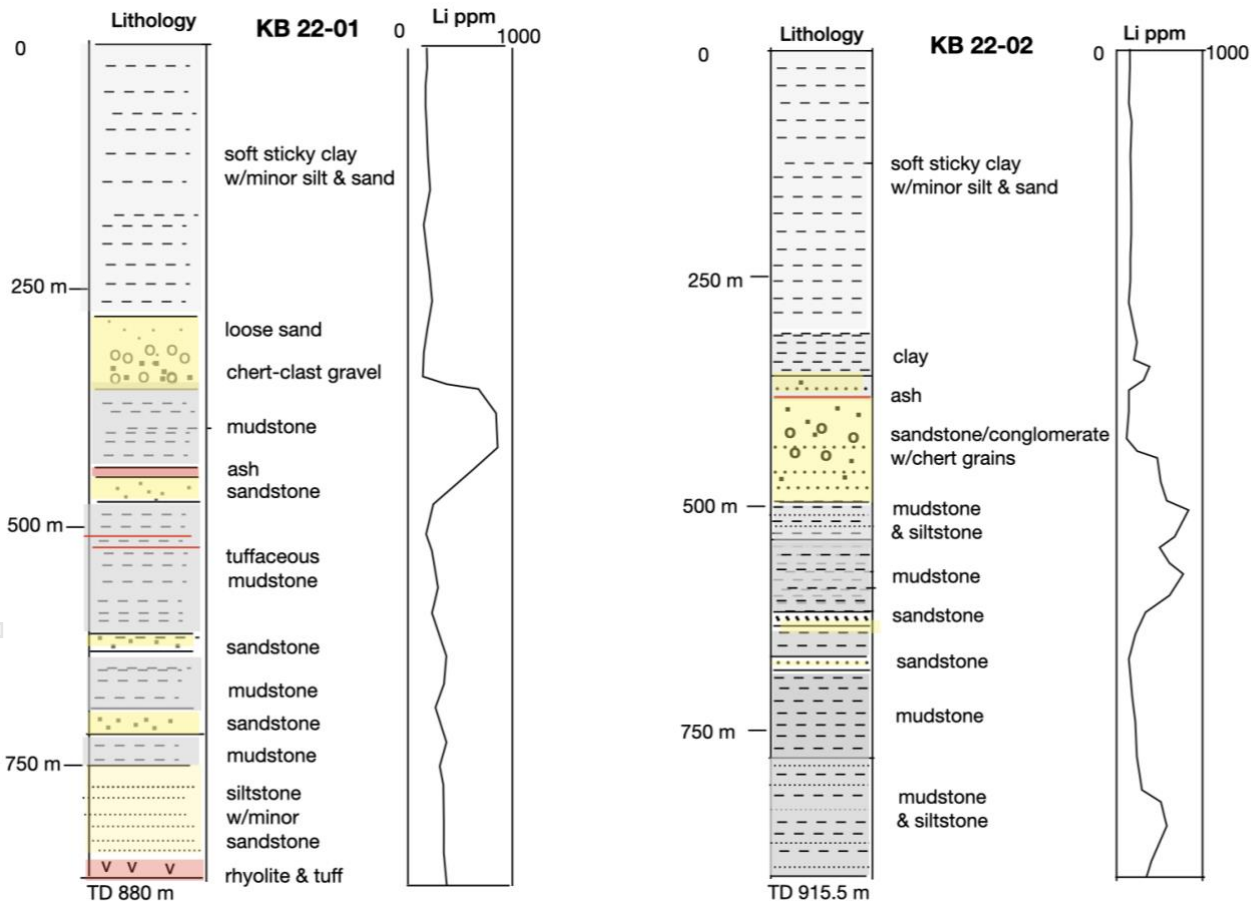 Lithology
KB 22-01
Li ppm
0
0
1000
soft sticky clay
w/minor silt & sand
250 m
loose sand
chert-clast gravel
mudstone
ash
sandstone
500 m
tuffaceous
mudstone
sandstone
mudstone
sandstone
mudstone
750 m
siltstone
w/minor
sandstone
rhyolite & tuff
TD 880 m
Lithology
KB 22-02
Li ppm
0
0
1000
soft sticky clay
w/minor silt & sand
250 m
clay
ash
sandstone/conglomerate
w/chert grains
500 m
mudstone
& siltstone
mudstone
sandstone
sandstone
mudstone
750 m
mudstone
& siltstone
TD 915.5 m